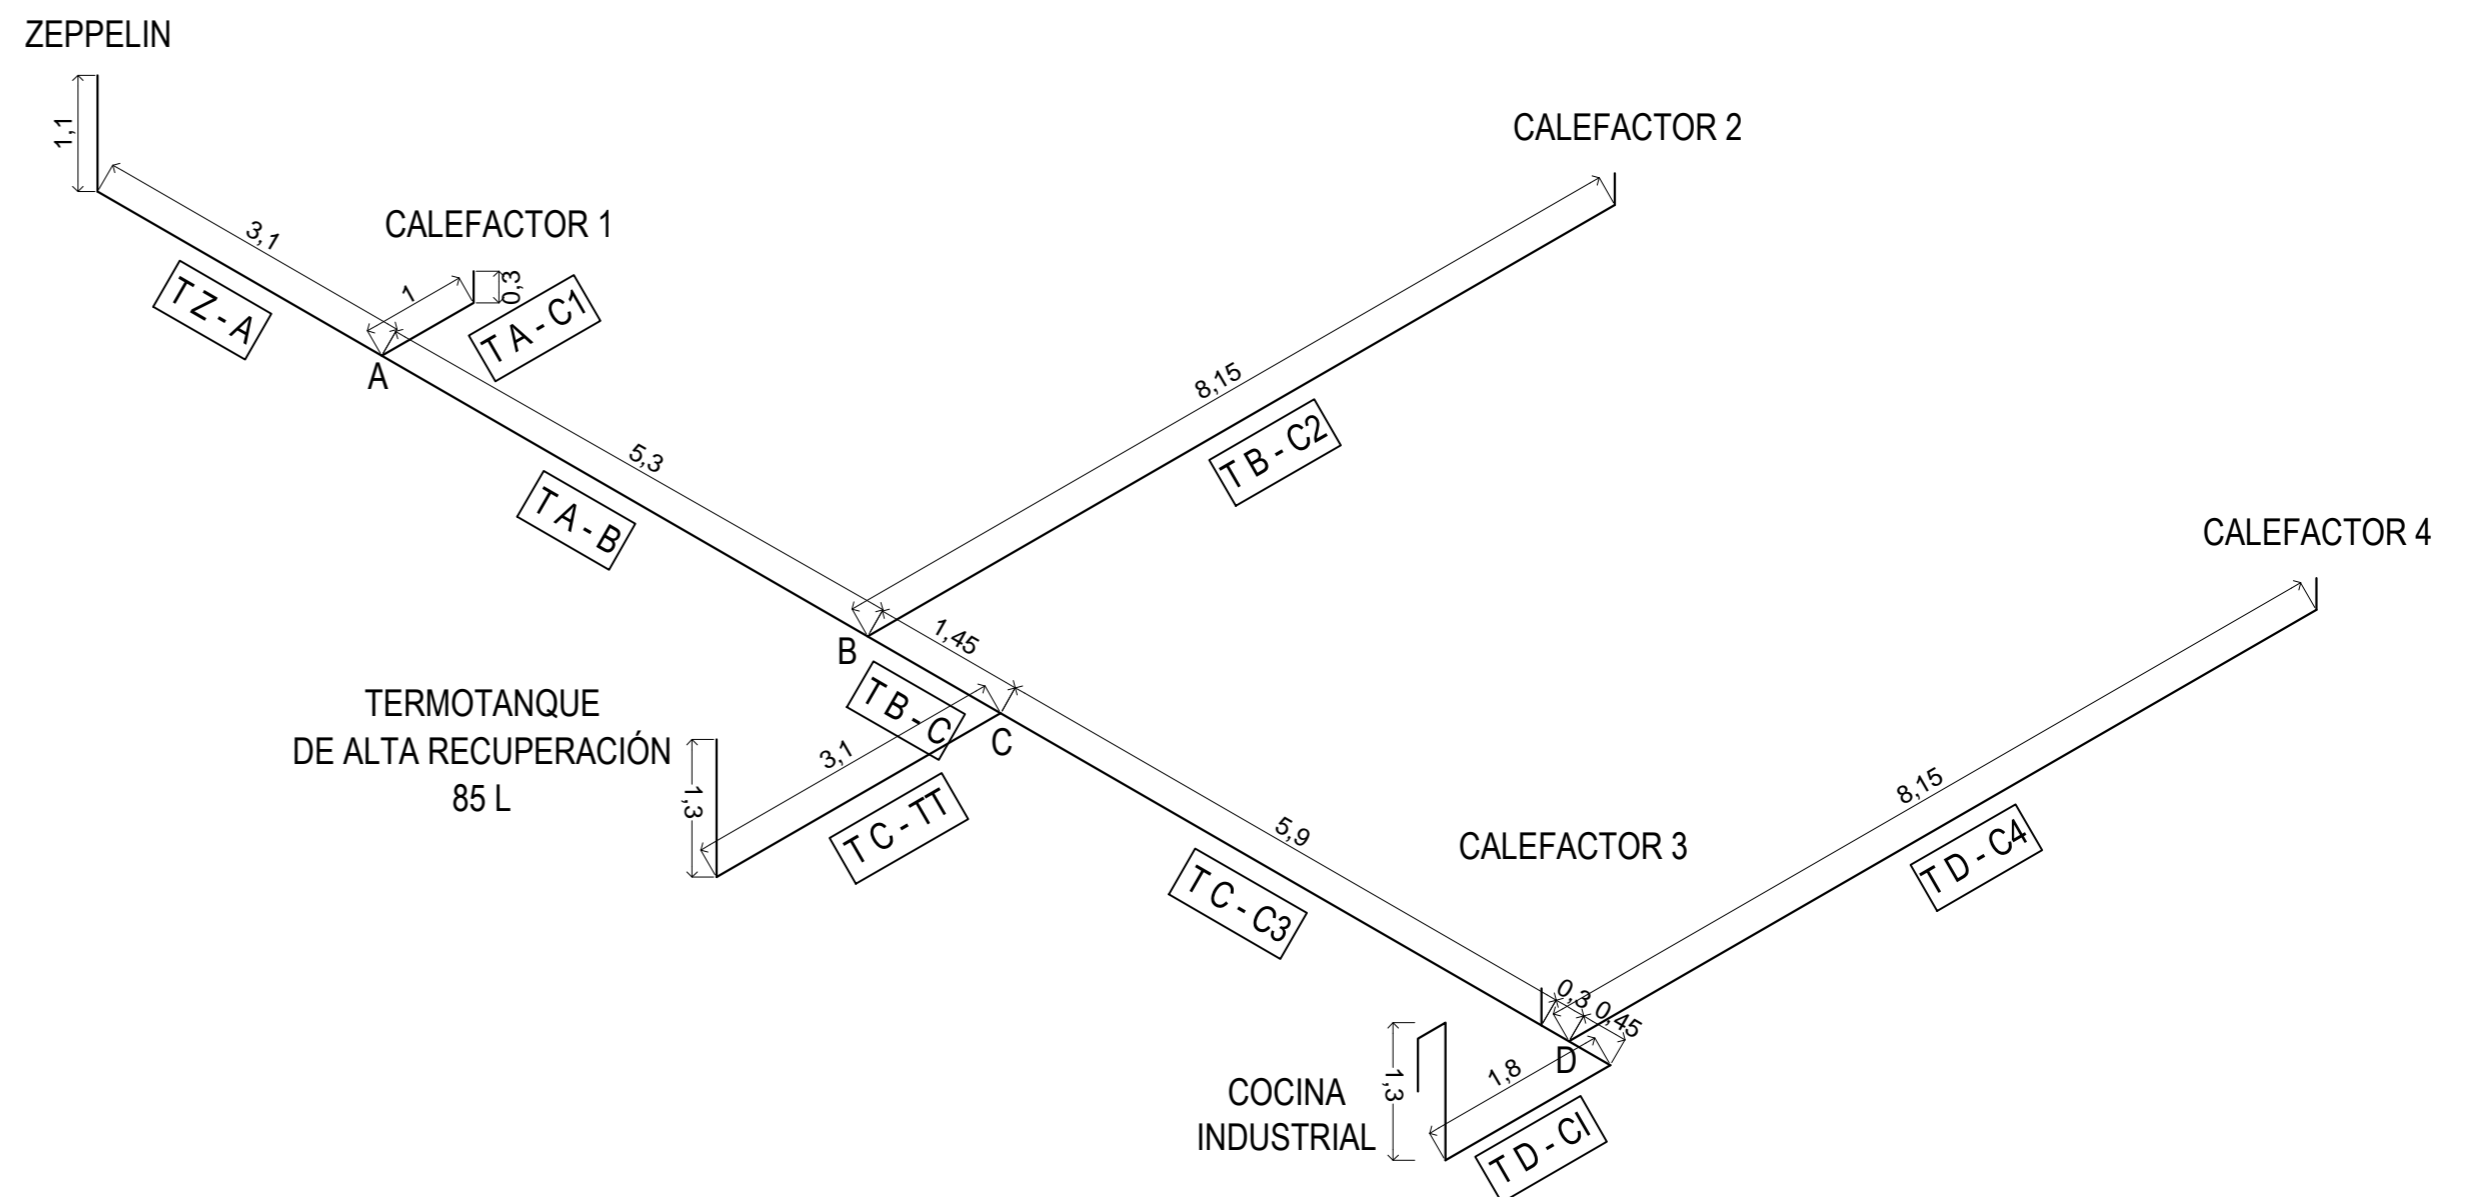 ZEPPELIN
1,1
3,1
T Z - A
CALEFACTOR 1
1
0,3
T A - C1
A
5,3
T A - B
CALEFACTOR 2
8,15
T B - C2
B
1,45
T B - C
C
TERMOTANQUE
DE ALTA RECUPERACIÓN
85 L
1,3
3,1
T C - TT
5,9
T C - C3
CALEFACTOR 3
CALEFACTOR 4
8,15
T D - C4
0,3
0,45
D
1,8
1,3
COCINA
INDUSTRIAL
T D - CI